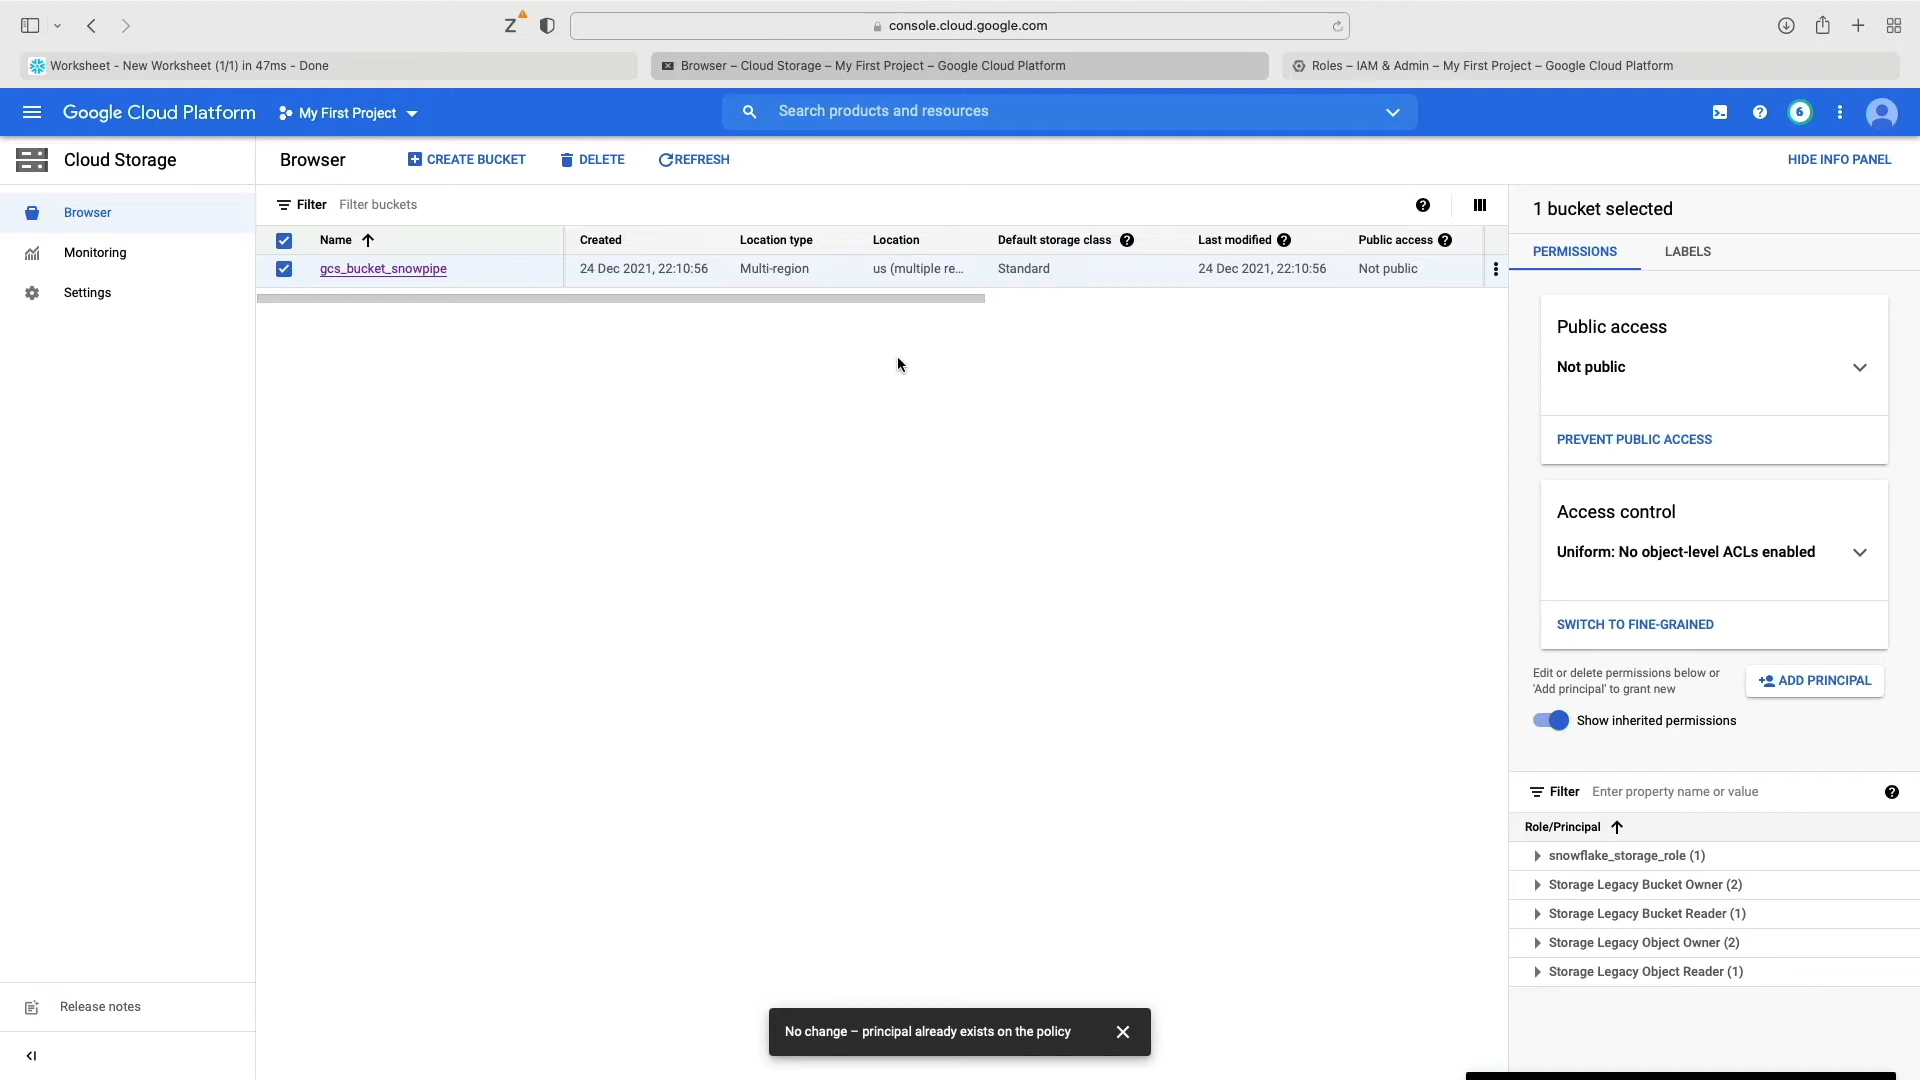 console.cloud.google.com
Worksheet - New Worksheet (1/1) in 47ms - Done
Browser – Cloud Storage – My First Project – Google Cloud Platform
Roles – IAM & Admin – My First Project – Google Cloud Platform
Google Cloud Platform
My First Project
Search products and resources
6
Cloud Storage
Browser
CREATE BUCKET
DELETE
REFRESH
HIDE INFO PANEL
Browser
Monitoring
Settings
Release notes
Filter Filter buckets
Name
Created
Location type
Location
Default storage class
Last modified
Public access
gcs_bucket_snowpipe
24 Dec 2021, 22:10:56
Multi-region
us (multiple re...
Standard
24 Dec 2021, 22:10:56
Not public
1 bucket selected
PERMISSIONS
LABELS
Public access
Not public
PREVENT PUBLIC ACCESS
Access control
Uniform: No object-level ACLs enabled
SWITCH TO FINE-GRAINED
Edit or delete permissions below or
'Add principal' to grant new
ADD PRINCIPAL
Show inherited permissions
Filter Enter property name or value
Role/Principal
snowflake_storage_role (1)
Storage Legacy Bucket Owner (2)
Storage Legacy Bucket Reader (1)
Storage Legacy Object Owner (2)
Storage Legacy Object Reader (1)
No change – principal already exists on the policy